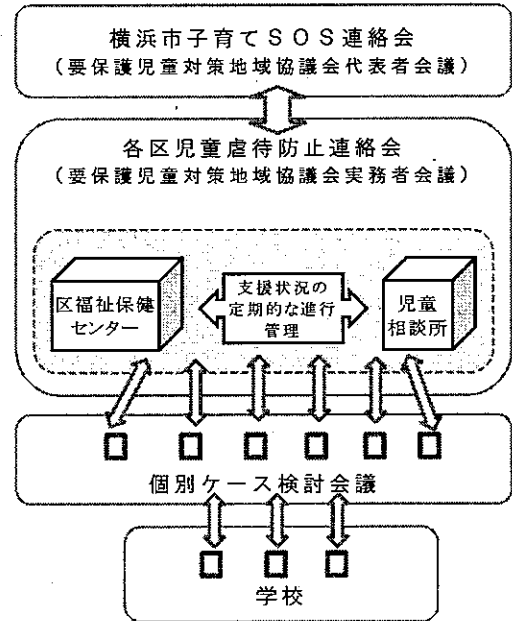 横浜市子育てSOS連絡会
(要保護児童対策地域協議会代表者会議)
各区児童虐待防止連絡会
(要保護児童対策地域協議会実務者会議)
区福祉保健
センター
支援状況の
定期的な進行
管理
児童
相談所
個別ケース検討会議
学校